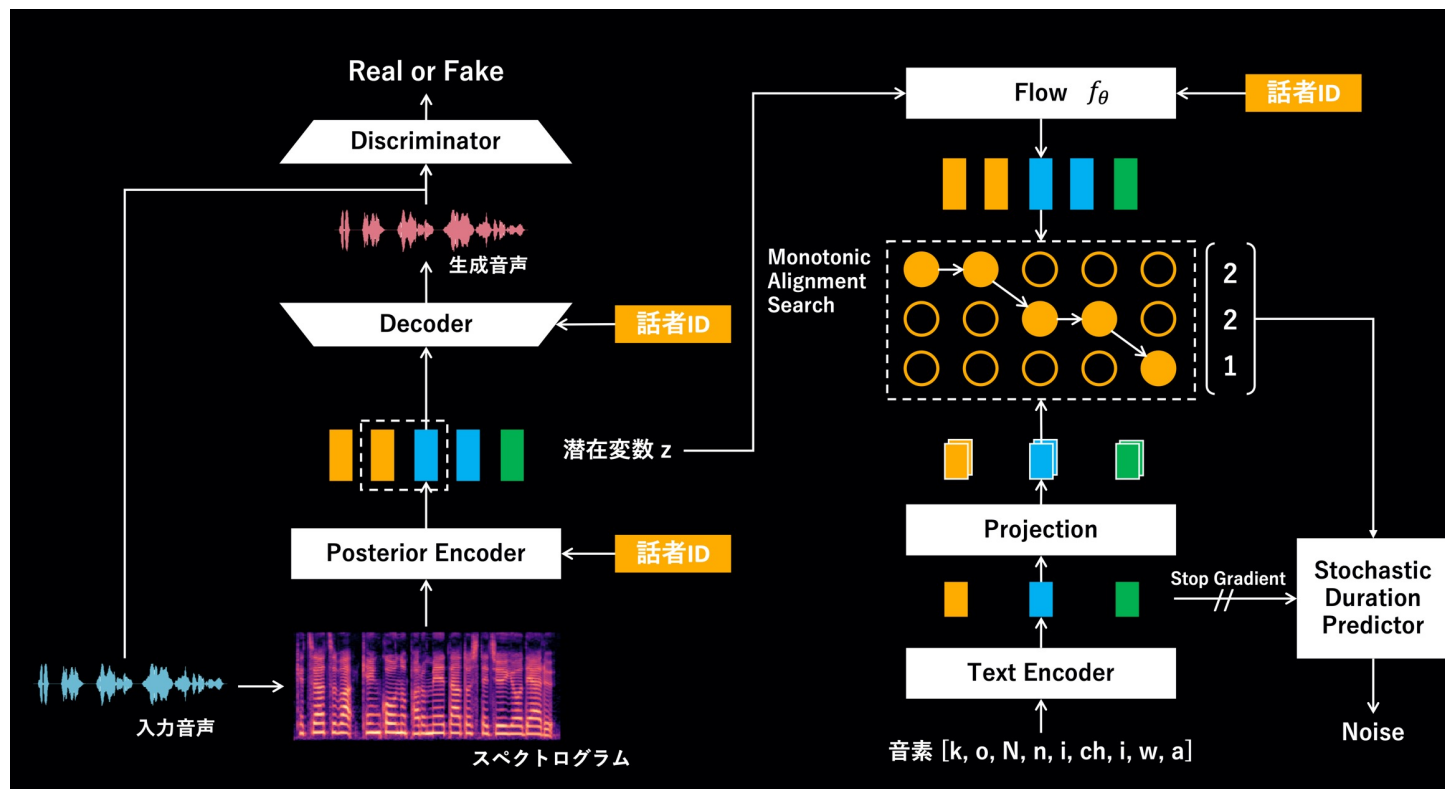 Real or Fake
Discriminator
生成音声
Decoder
話者ID
潜在変数 z
Posterior Encoder
話者ID
入力音声
スペクトログラム
Flow f_θ
話者ID
Monotonic
Alignment
Search
2
2
1
Projection
Stop Gradient
Stochastic
Duration
Predictor
Text Encoder
Noise
音素 [k, o, N, n, i, ch, i, w, a]